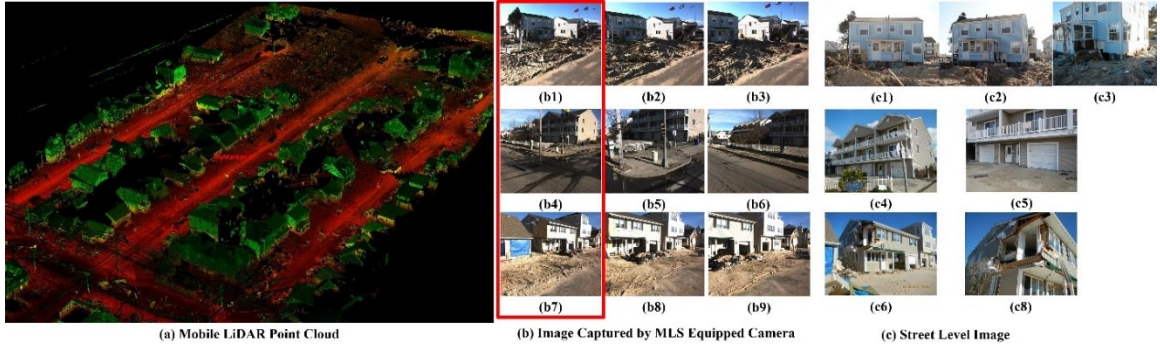 (b1) (b2) (b3) (c1) (c2) (c3)
(b4) (b5) (b6) (c4) (c5)
(b7) (b8) (b9) (c6) (c8)
(a) Mobile LiDAR Point Cloud (b) Image Captured by MLS Equipped Camera (c) Street Level Image